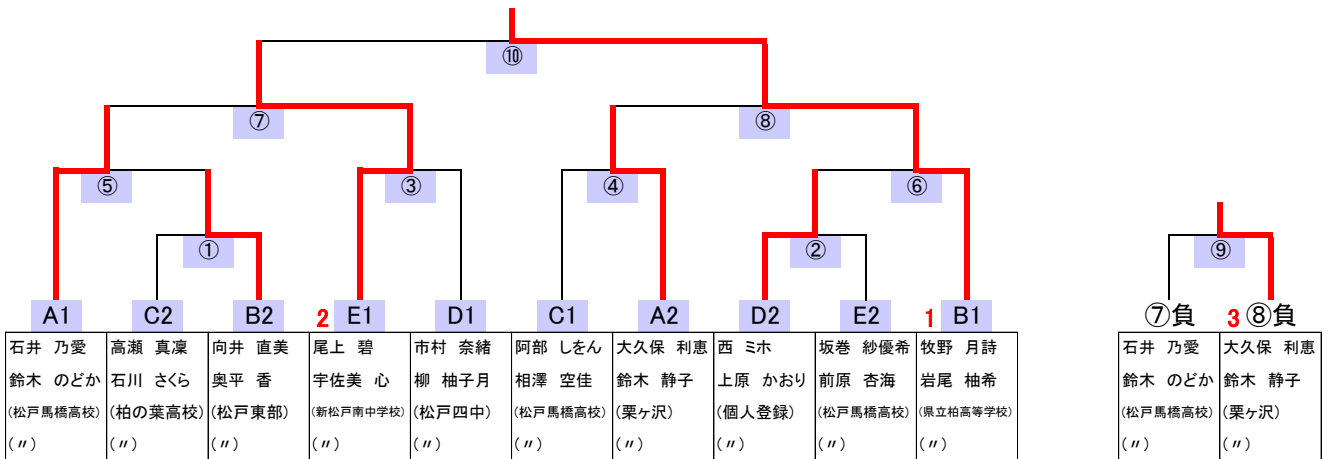 ⑩
⑦ ⑧
⑤ ③ ④ ⑥
① ② ⑨
A1 C2 B2 2 E1 D1 C1 A2 D2 E2 1 B1 ⑦負 3 ⑧負
石井 乃愛 高瀬 真凜 向井 直美 尾上 碧 市村 奈緒 阿部 しをん 大久保 利恵 西 ミホ 坂巻 紗優希 牧野 月詩 石井 乃愛 大久保 利恵
鈴木 のどか 石川 さくら 奥平 香 宇佐美 心 柳 柚子月 相澤 空佳 鈴木 静子 上原 かおり 前原 杏海 岩尾 柚希 鈴木 のどか 鈴木 静子
(松戸馬橋高校) (柏の葉高校) (松戸東部) (新松戸南中学校) (松戸四中) (松戸馬橋高校) (栗ヶ沢) (個人登録) (松戸馬橋高校) (県立柏高等学校) (松戸馬橋高校) (栗ヶ沢)
(〃) (〃) (〃) (〃) (〃) (〃) (〃) (〃) (〃) (〃) (〃) (〃)